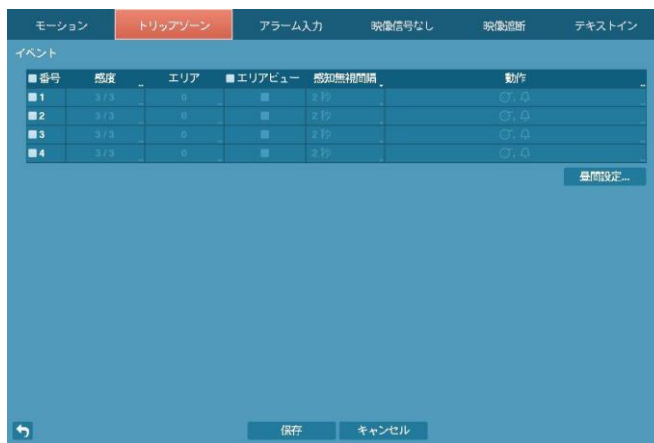 モーション トリップゾーン アラーム入力 映像信号なし 映像遮断 テキストイン
イベント
番号 感度 ... エリア エリアビュー 感知無視間隔 ... 動作 ...
1 3 / 3 ... 0 ... 2 秒 ... ...
2 3 / 3 ... 0 ... 2 秒 ... ...
3 3 / 3 ... 0 ... 2 秒 ... ...
4 3 / 3 ... 0 ... 2 秒 ... ...
昼間設定...
保存 キャンセル